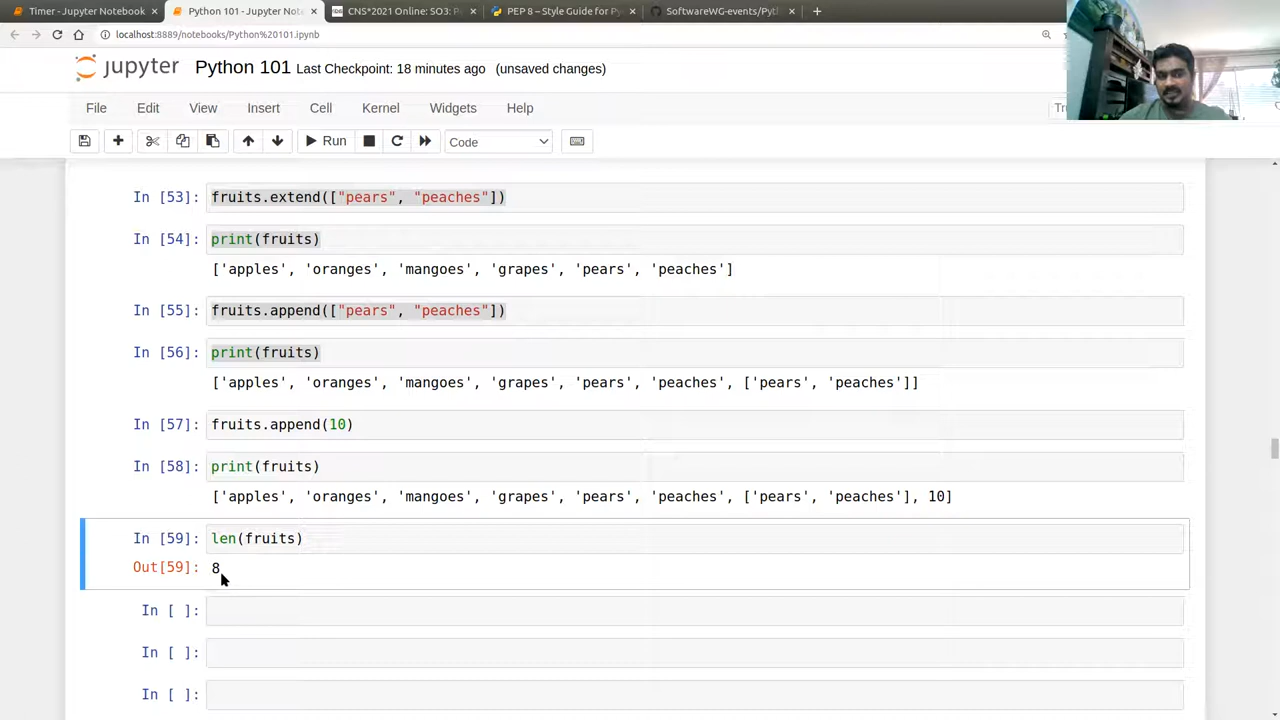 Timer - Jupyter Notebook
Python 101 - Jupyter Not
CNS*2021 Online: SO3: P
PEP 8 – Style Guide for Py
SoftwareWG-events/Pyt
localhost:8889/notebooks/Python%20101.ipynb
jupyter Python 101 Last Checkpoint: 18 minutes ago (unsaved changes)
File Edit View Insert Cell Kernel Widgets Help
Run Code
In [53]: fruits.extend(["pears", "peaches"])
In [54]: print(fruits)
['apples', 'oranges', 'mangoes', 'grapes', 'pears', 'peaches']
In [55]: fruits.append(["pears", "peaches"])
In [56]: print(fruits)
['apples', 'oranges', 'mangoes', 'grapes', 'pears', 'peaches', ['pears', 'peaches']]
In [57]: fruits.append(10)
In [58]: print(fruits)
['apples', 'oranges', 'mangoes', 'grapes', 'pears', 'peaches', ['pears', 'peaches'], 10]
In [59]: len(fruits)
Out[59]: 8
In [ ]:
In [ ]:
In [ ]: